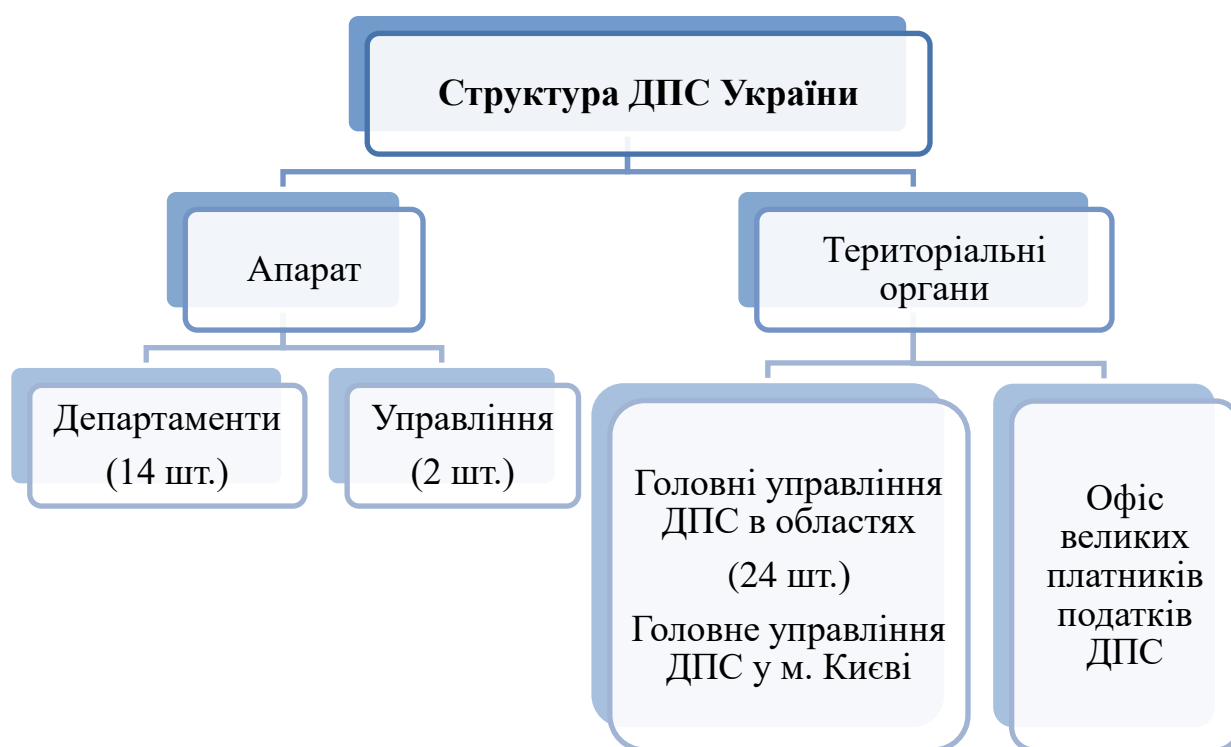 Структура ДПС України
Апарат
Територіальні
органи
Департаменти
(14 шт.)
Управління
(2 шт.)
Головні управління
ДПС в областях
(24 шт.)
Головне управління
ДПС у м. Києві
Офіс
великих
платників
податків
ДПС